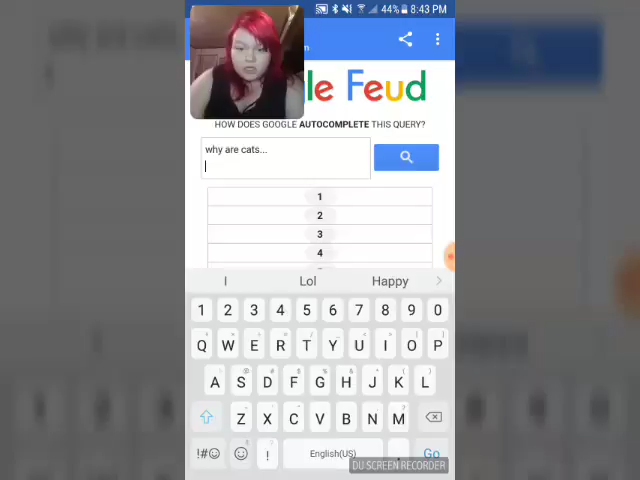 44% 8:43 PM
m
le Feud
HOW DOES GOOGLE AUTOCOMPLETE THIS QUERY?
why are cats...
1
2
3
4
I Lol Happy
1 2 3 4 5 6 7 8 9 0
Q W E R T Y U I O P
A S D F G H J K L
Z X C V B N M
!#☺ ! English(US) . Go
DU SCREEN RECORDER